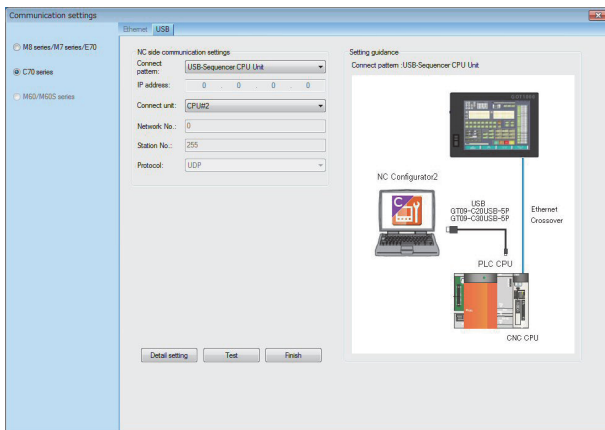 Communication settings
Ethernet USB
M8 series/M7 series/E70
C70 series
M60/M60S series
NC side communication settings
Connect pattern: USB-Sequencer CPU Unit
IP address: 0 . 0 . 0 . 0
Connect unit: CPU#2
Network No.: 0
Station No.: 255
Protocol: UDP
Detail setting Test Finish
Setting guidance
Connect pattern :USB-Sequencer CPU Unit
NC Configurator2
C
USB
GT09-C20USB-5P
GT09-C30USB-5P
Ethernet
Crossover
PLC CPU
CNC CPU